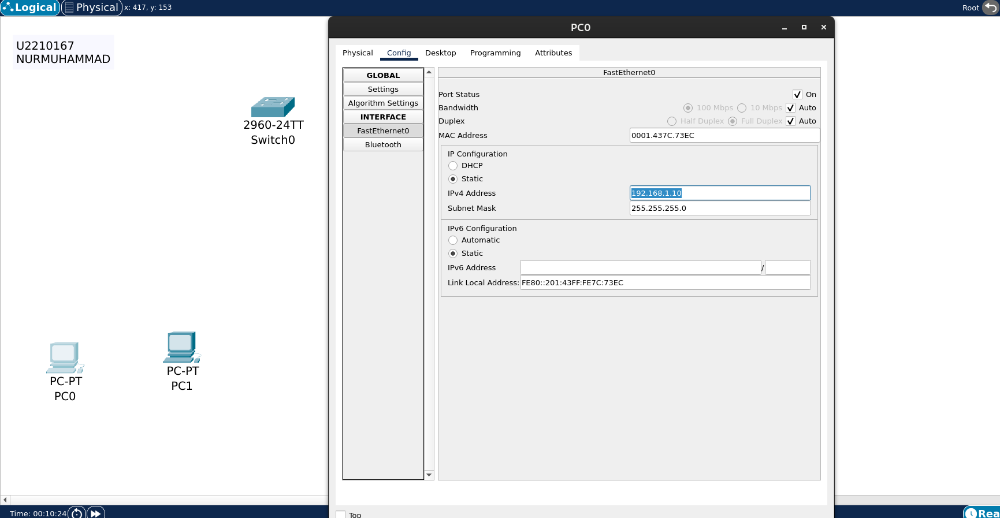 Logical Physical x: 417, y: 153 Root
U2210167
NURMUHAMMAD
2960-24TT
Switch0
PC-PT
PC0
PC-PT
PC1
Time: 00:10:24
PC0
Physical Config Desktop Programming Attributes
GLOBAL
Settings
Algorithm Settings
INTERFACE
FastEthernet0
Bluetooth
FastEthernet0
Port Status On
Bandwidth 100 Mbps 10 Mbps Auto
Duplex Half Duplex Full Duplex Auto
MAC Address 0001.437C.73EC
IP Configuration
DHCP
Static
IPv4 Address 192.168.1.10
Subnet Mask 255.255.255.0
IPv6 Configuration
Automatic
Static
IPv6 Address /
Link Local Address: FE80::201:43FF:FE7C:73EC
Top
Rea